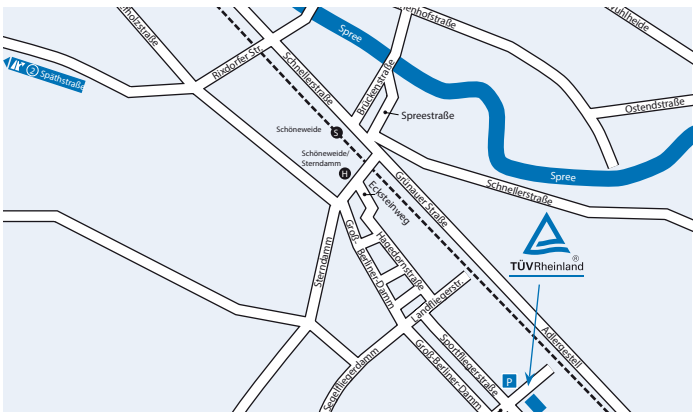 Rixdorfer Str.
Schnellerstraße
Spree
Brückenstraße
② Späthstraße
Ostendstraße
Spreestraße
Schöneweide
S
Schöneweide/
Sterndamm
H
Spree
Schnellerstraße
Grünauer Straße
Ecksteinweg
Groß-
Berliner-Damm
Hagedornstraße
Sterndamm
TÜVRheinland
®
Landfliegerstr.
Adlergestell
Sportfliegerstraße
Groß-Berliner-Damm
Segelfliegerdamm
P